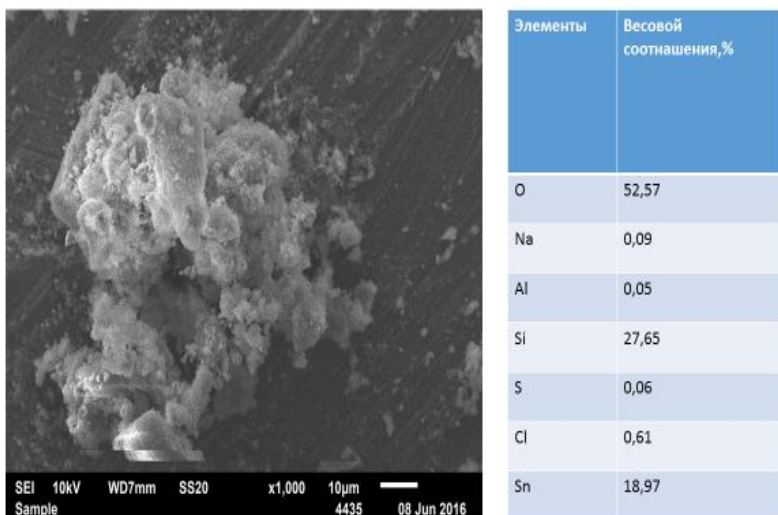 Элементы Весовой
соотнашения,%
O 52,57
Na 0,09
Al 0,05
Si 27,65
S 0,06
Cl 0,61
Sn 18,97
SEI 10kV WD7mm SS20 x1,000 10μm
Sample 4435 08 Jun 2016